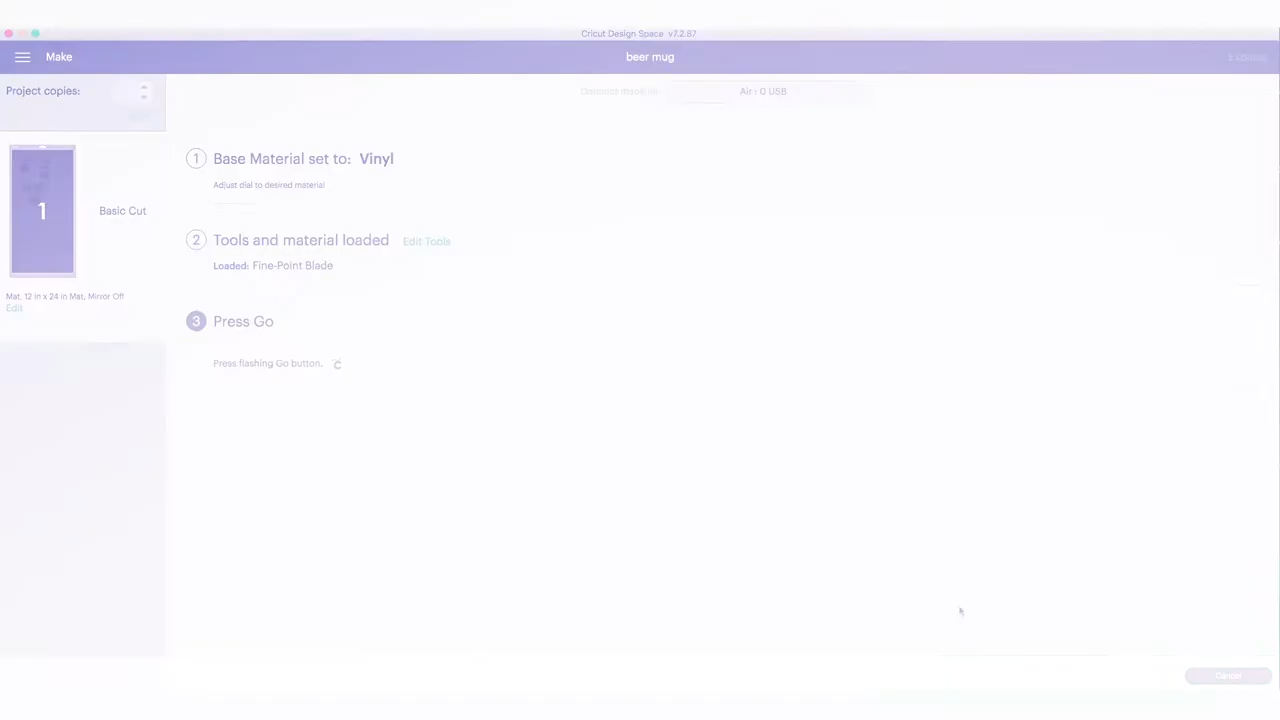 Cricut Design Space v7.2.87
Make
beer mug
Explorer
Project copies:
Air : 0 USB
1 Base Material set to: Vinyl
Adjust dial to desired material
1
Basic Cut
2 Tools and material loaded Edit Tools
Loaded: Fine-Point Blade
Mat, 12 in x 24 in Mat, Mirror Off
Edit
3 Press Go
Press flashing Go button.
Cancel